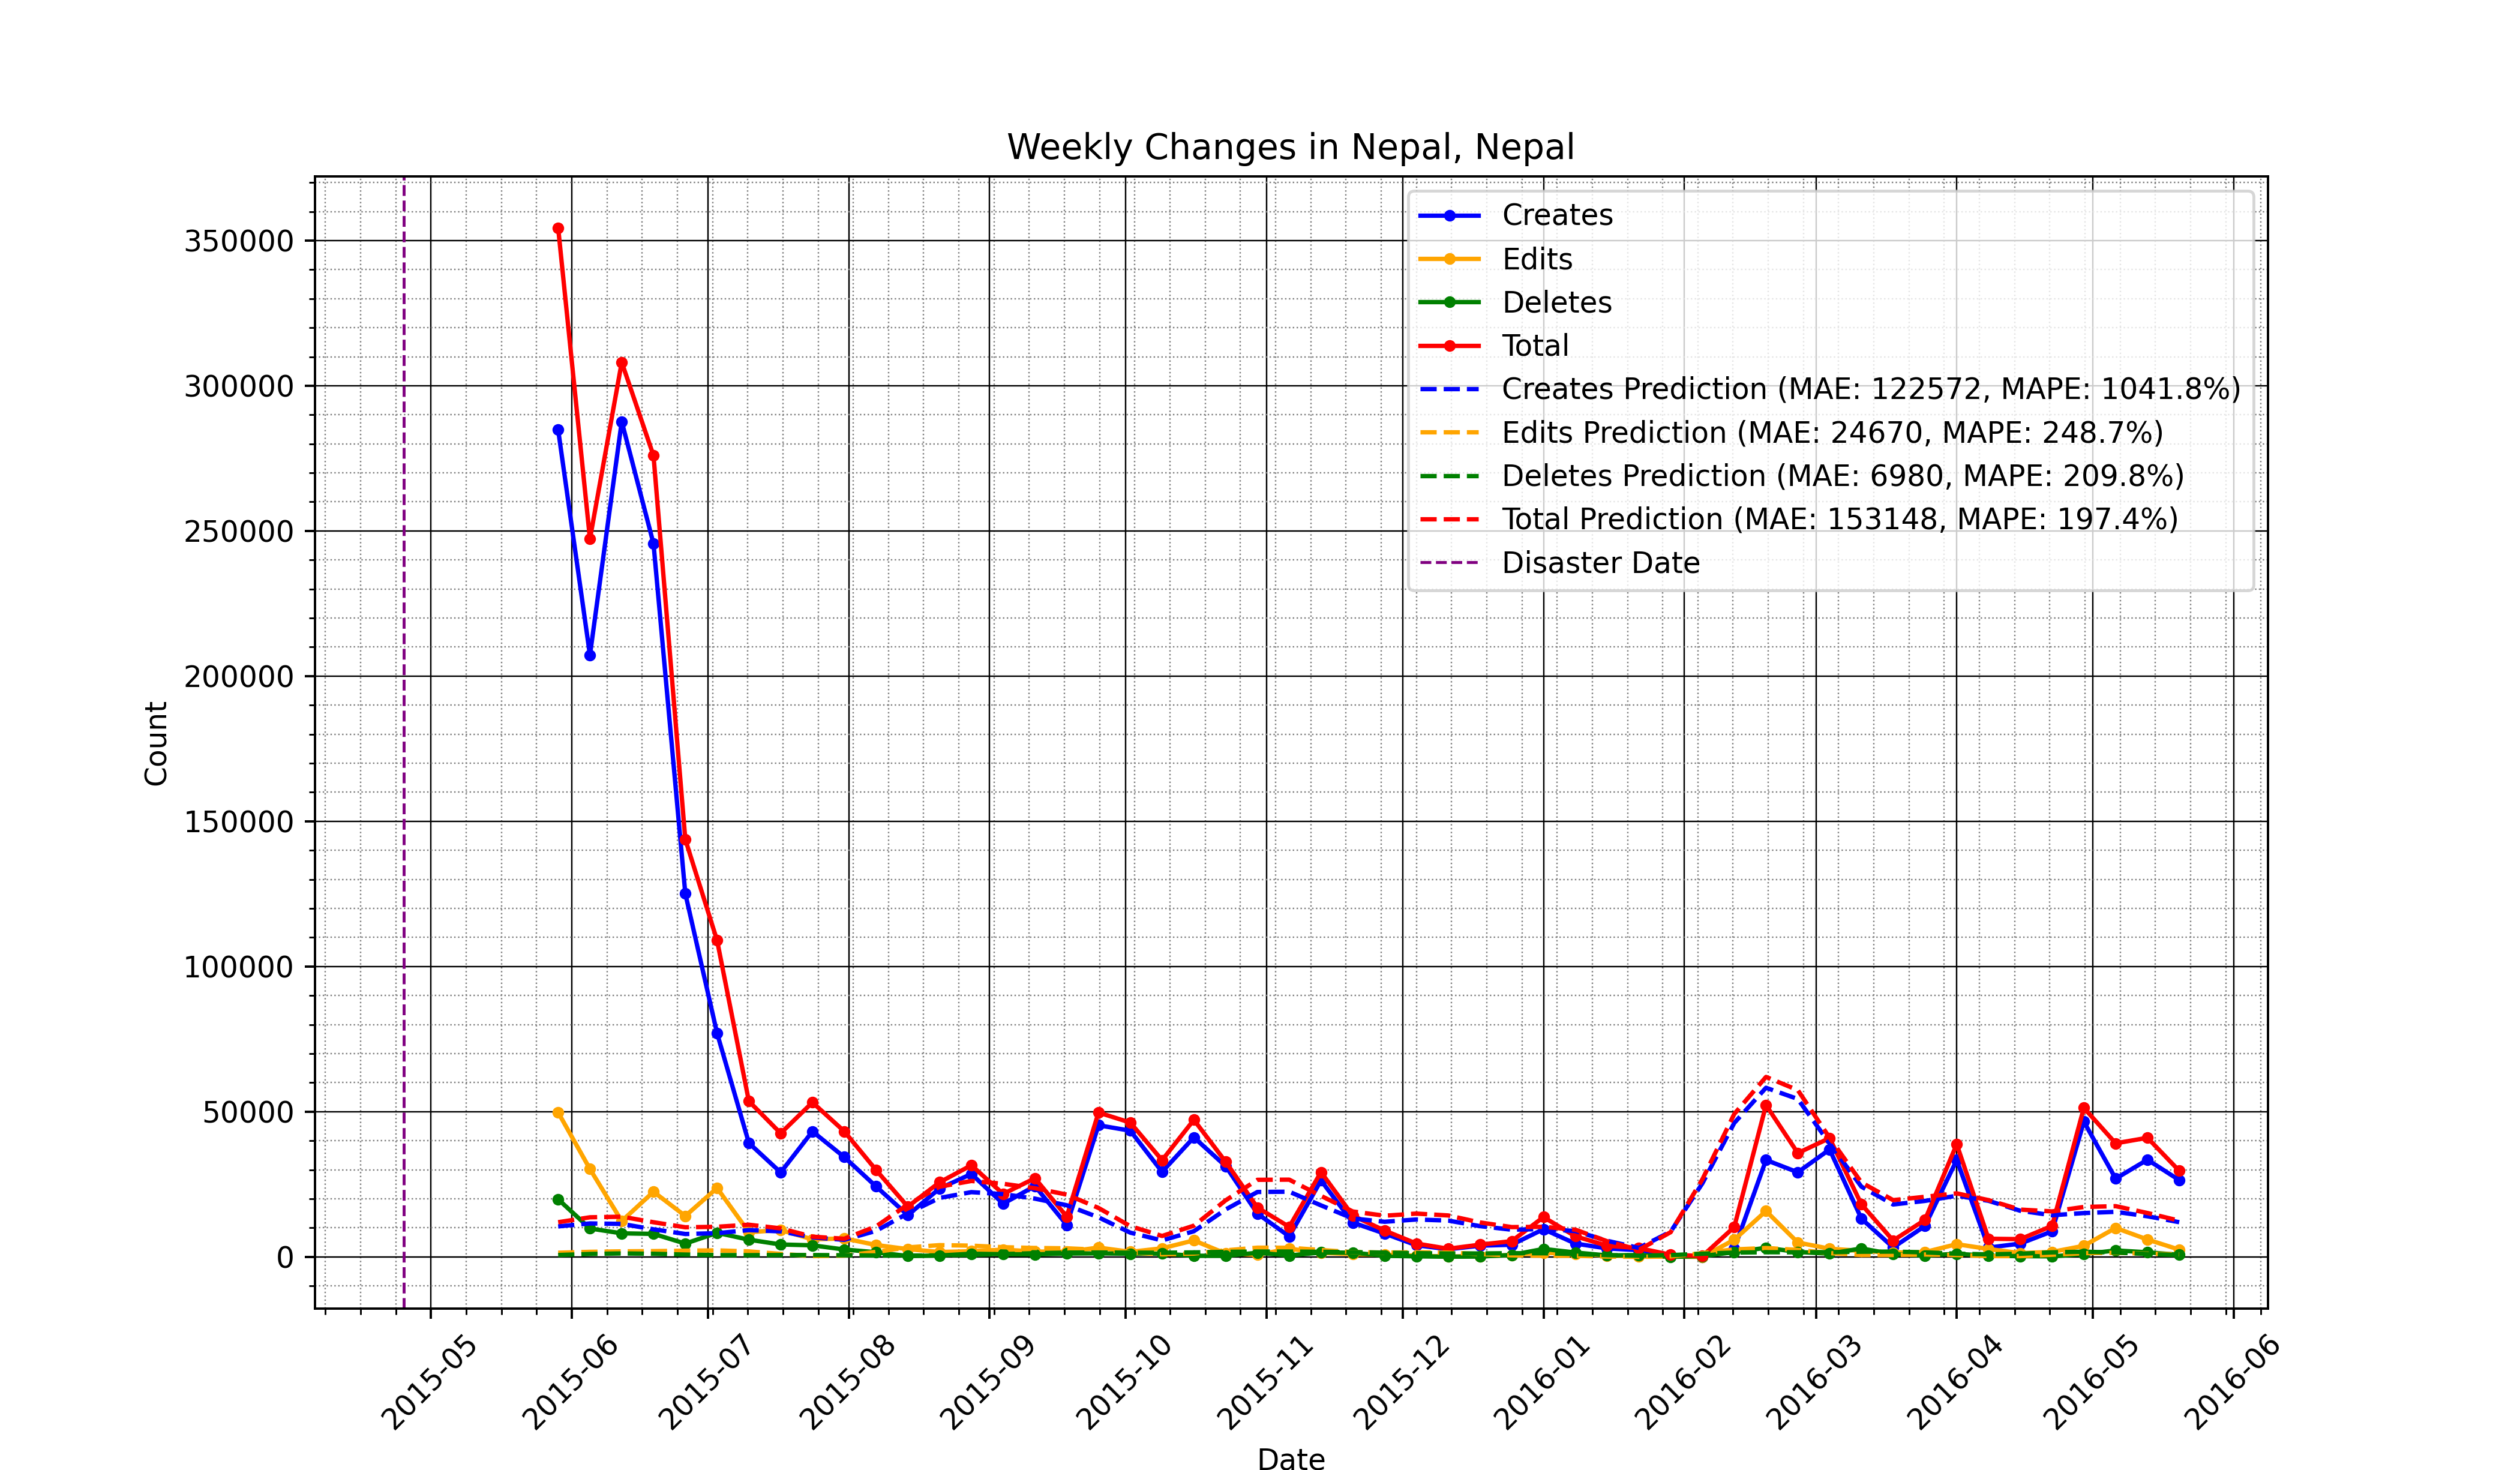 Weekly Changes in Nepal, Nepal
Creates
Edits
Deletes
Total
Creates Prediction (MAE: 122572, MAPE: 1041.8%)
Edits Prediction (MAE: 24670, MAPE: 248.7%)
Deletes Prediction (MAE: 6980, MAPE: 209.8%)
Total Prediction (MAE: 153148, MAPE: 197.4%)
Disaster Date
Count
350000
300000
250000
200000
150000
100000
50000
0
2015-05
2015-06
2015-07
2015-08
2015-09
2015-10
2015-11
2015-12
2016-01
2016-02
2016-03
2016-04
2016-05
2016-06
Date